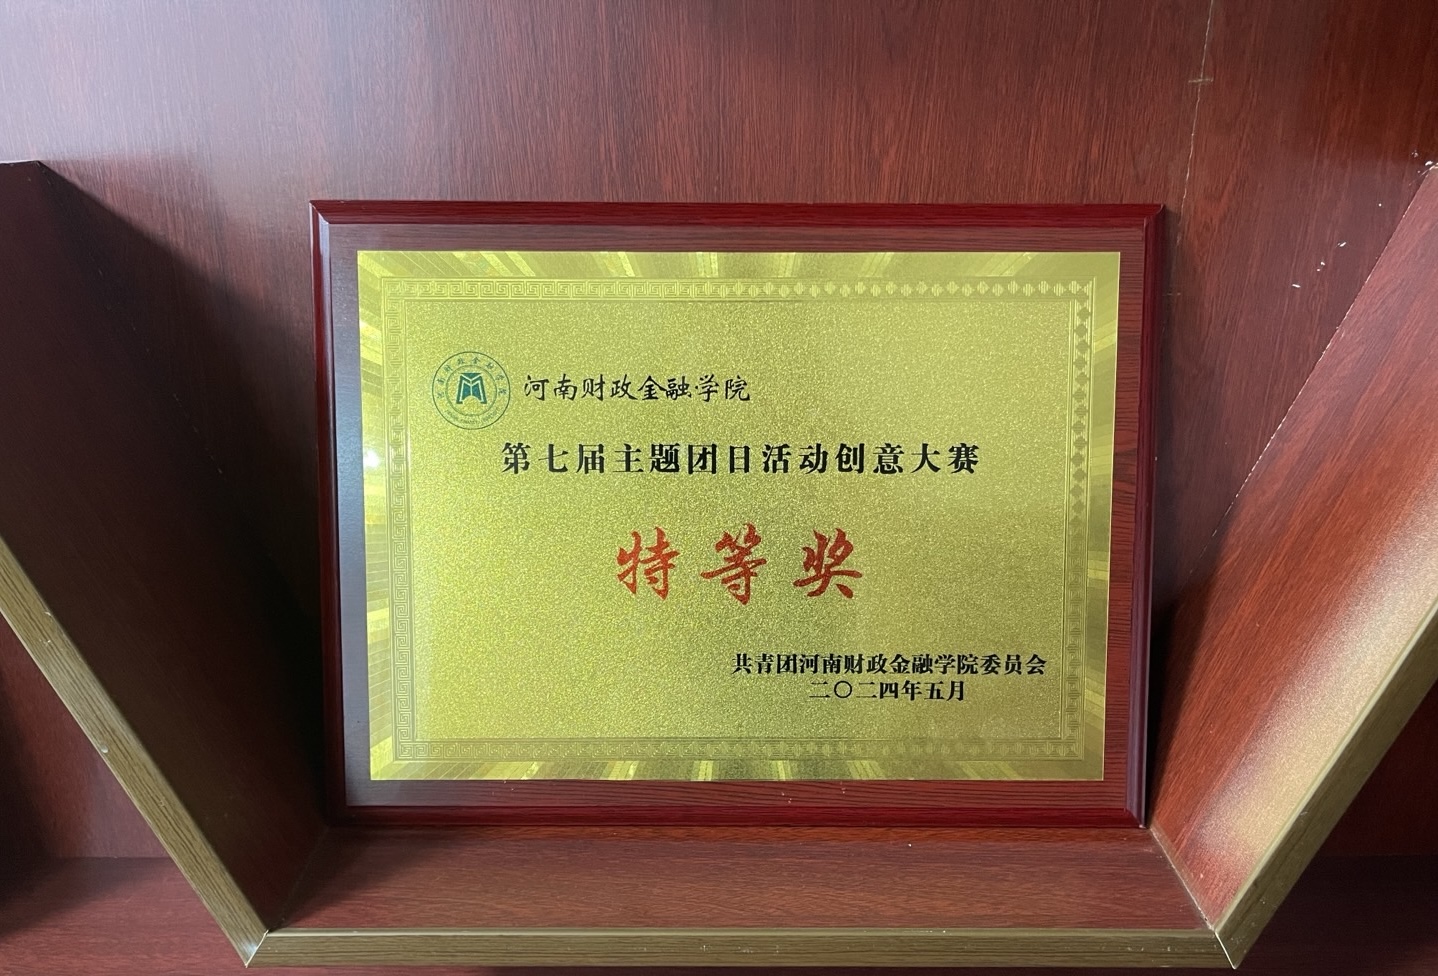 河南财政金融学院
第七届主题团日活动创意大赛
特等奖
共青团河南财政金融学院委员会
二〇二四年五月